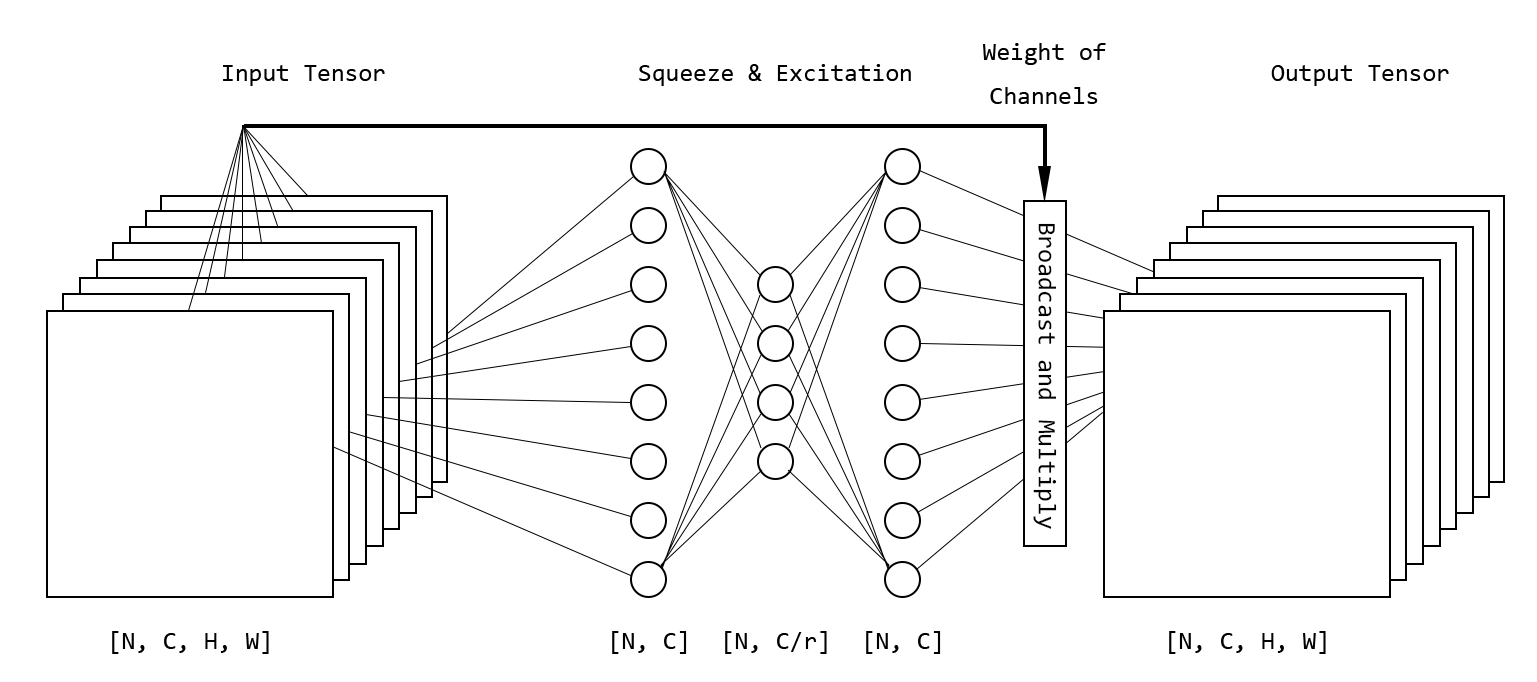 Input Tensor
Squeeze & Excitation
Weight of
Channels
Output Tensor
Broadcast and Multiply
[N, C, H, W]
[N, C]
[N, C/r]
[N, C]
[N, C, H, W]